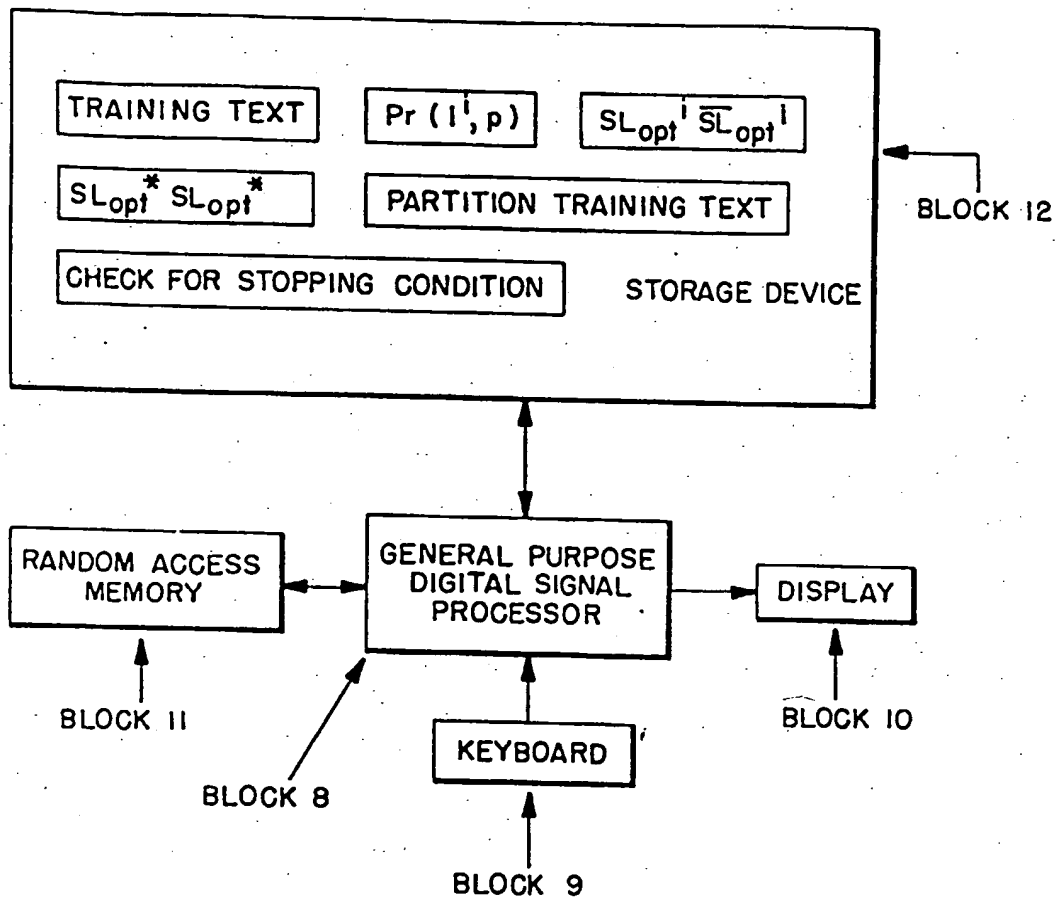 TRAINING TEXT
Pr (l^i, p)
SL_opt^i \overline{SL}_opt^i
SL_opt^* SL_opt^*
PARTITION TRAINING TEXT
CHECK FOR STOPPING CONDITION
STORAGE DEVICE
BLOCK 12
RANDOM ACCESS
MEMORY
GENERAL PURPOSE
DIGITAL SIGNAL
PROCESSOR
DISPLAY
BLOCK 11
BLOCK 10
KEYBOARD
BLOCK 8
BLOCK 9